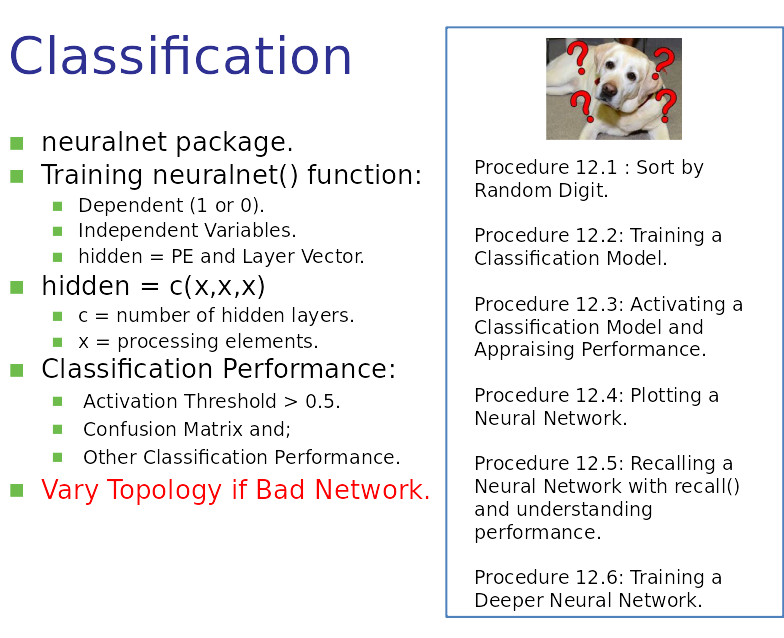 Classification
neuralnet package.
Training neuralnet() function:
Dependent (1 or 0).
Independent Variables.
hidden = PE and Layer Vector.
hidden = c(x,x,x)
c = number of hidden layers.
x = processing elements.
Classification Performance:
Activation Threshold > 0.5.
Confusion Matrix and;
Other Classification Performance.
Vary Topology if Bad Network.
? ?
? ?
Procedure 12.1 : Sort by
Random Digit.
Procedure 12.2: Training a
Classification Model.
Procedure 12.3: Activating a
Classification Model and
Appraising Performance.
Procedure 12.4: Plotting a
Neural Network.
Procedure 12.5: Recalling a
Neural Network with recall()
and understanding
performance.
Procedure 12.6: Training a
Deeper Neural Network.